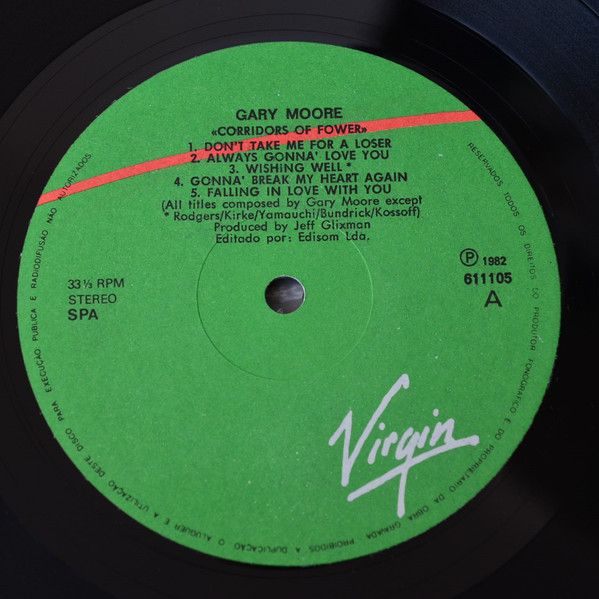 GARY MOORE
«CORRIDORS OF FOWER»
1. DON'T TAKE ME FOR A LOSER
2. ALWAYS GONNA' LOVE YOU
3. WISHING WELL *
4. GONNA' BREAK MY HEART AGAIN
5. FALLING IN LOVE WITH YOU
(All titles composed by Gary Moore except
* Rodgers/Kirke/Yamauchi/Bundrick/Kossoff)
Produced by Jeff Glixman
Editado por: Edisom Lda.
33⅓ RPM
STEREO
SPA
Ⓟ 1982
611105
A
Virgin
RESERVADOS TODOS OS DIREITOS DO PRODUTOR FONOGRÁFICO E DO PROPRIETÁRIO DA OBRA GRAVADA. PROIBIDOS A DUPLICAÇÃO O ALUGUER E A UTILIZAÇÃO DESTE DISCO PARA EXECUÇÃO PÚBLICA E RADIODIFUSÃO NÃO AUTORIZADOS